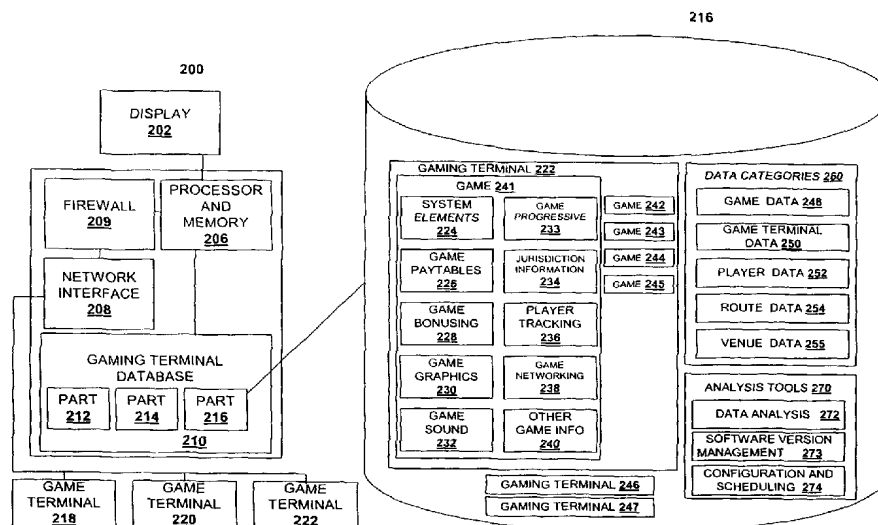 216
200
DISPLAY
202
FIREWALL
209
PROCESSOR
AND
MEMORY
206
NETWORK
INTERFACE
208
GAMING TERMINAL
DATABASE
PART
212
PART
214
PART
216
210
GAME
TERMINAL
218
GAME
TERMINAL
220
GAME
TERMINAL
222
GAMING TERMINAL 222
GAME 241
SYSTEM
ELEMENTS
224
GAME
PROGRESSIVE
233
GAME
PAYTABLES
226
JURISDICTION
INFORMATION
234
GAME
BONUSING
228
PLAYER
TRACKING
236
GAME
GRAPHICS
230
GAME
NETWORKING
238
GAME
SOUND
232
OTHER
GAME INFO
240
GAME 242
GAME 243
GAME 244
GAME 245
GAMING TERMINAL 246
GAMING TERMINAL 247
DATA CATEGORIES 260
GAME DATA 248
GAME TERMINAL
DATA 250
PLAYER DATA 252
ROUTE DATA 254
VENUE DATA 255
ANALYSIS TOOLS 270
DATA ANALYSIS 272
SOFTWARE VERSION
MANAGEMENT 273
CONFIGURATION AND
SCHEDULING 274